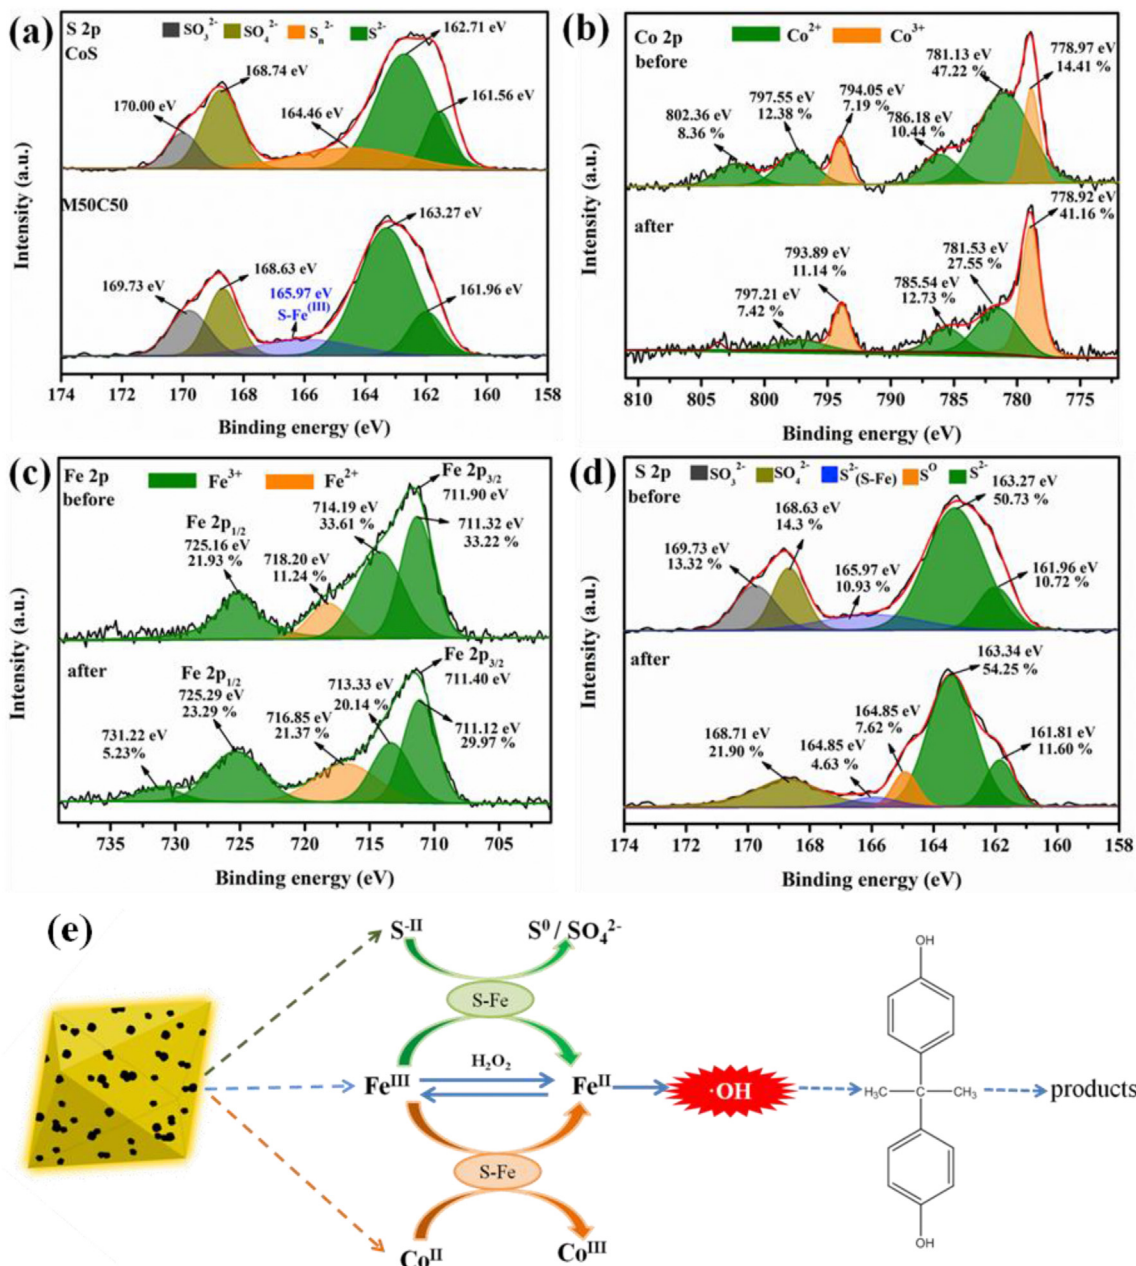 (a)
S 2p
SO₃²⁻ SO₄²⁻ Sₙ²⁻ S²⁻
CoS
162.71 eV
168.74 eV
170.00 eV
164.46 eV
161.56 eV
M50C50
163.27 eV
168.63 eV
169.73 eV
165.97 eV
S-Fe(III)
161.96 eV
Intensity (a.u.)
174 172 170 168 166 164 162 160 158
Binding energy (eV)
(b)
Co 2p
Co²⁺ Co³⁺
before
781.13 eV
47.22 %
778.97 eV
14.41 %
794.05 eV
7.19 %
797.55 eV
12.38 %
802.36 eV
8.36 %
786.18 eV
10.44 %
after
778.92 eV
41.16 %
793.89 eV
11.14 %
781.53 eV
27.55 %
785.54 eV
12.73 %
797.21 eV
7.42 %
Intensity (a.u.)
810 805 800 795 790 785 780 775
Binding energy (eV)
(c)
Fe 2p
Fe³⁺ Fe²⁺
before
Fe 2p₃/₂
711.90 eV
714.19 eV
33.61 %
711.32 eV
33.22 %
Fe 2p₁/₂
725.16 eV
21.93 %
718.20 eV
11.24 %
after
Fe 2p₃/₂
711.40 eV
Fe 2p₁/₂
725.29 eV
23.29 %
713.33 eV
20.14 %
716.85 eV
21.37 %
711.12 eV
29.97 %
731.22 eV
5.23%
Intensity (a.u.)
735 730 725 720 715 710 705
Binding energy (eV)
(d)
S 2p
SO₃²⁻ SO₄²⁻ S²⁻(S-Fe) S⁰ S²⁻
before
163.27 eV
50.73 %
168.63 eV
14.3 %
169.73 eV
13.32 %
165.97 eV
10.93 %
161.96 eV
10.72 %
after
163.34 eV
54.25 %
164.85 eV
7.62 %
168.71 eV
21.90 %
164.85 eV
4.63 %
161.81 eV
11.60 %
Intensity (a.u.)
174 172 170 168 166 164 162 160 158
Binding energy (eV)
(e)
S⁻ᴵᴵ S⁰ / SO₄²⁻
S-Fe
H₂O₂
Feᴵᴵᴵ Feᴵᴵ ·OH products
S-Fe
Coᴵᴵ Coᴵᴵᴵ
OH
H₃C C CH₃
OH